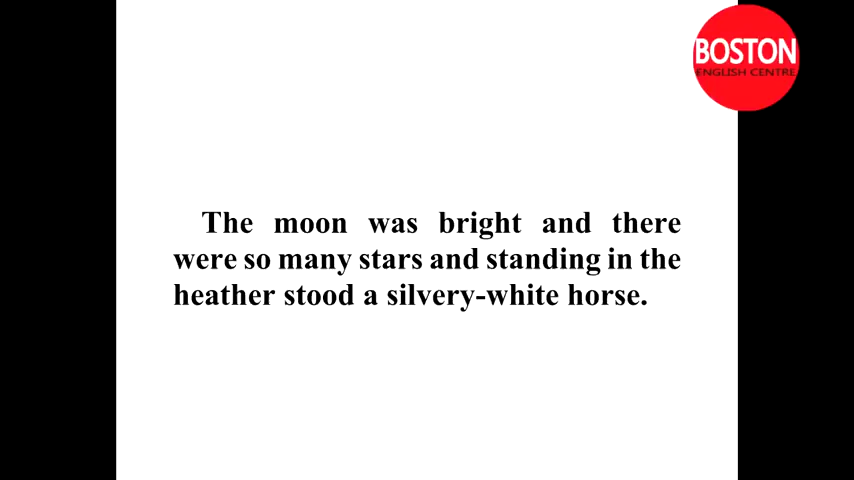 BOSTON
ENGLISH CENTRE
The moon was bright and there
were so many stars and standing in the
heather stood a silvery-white horse.